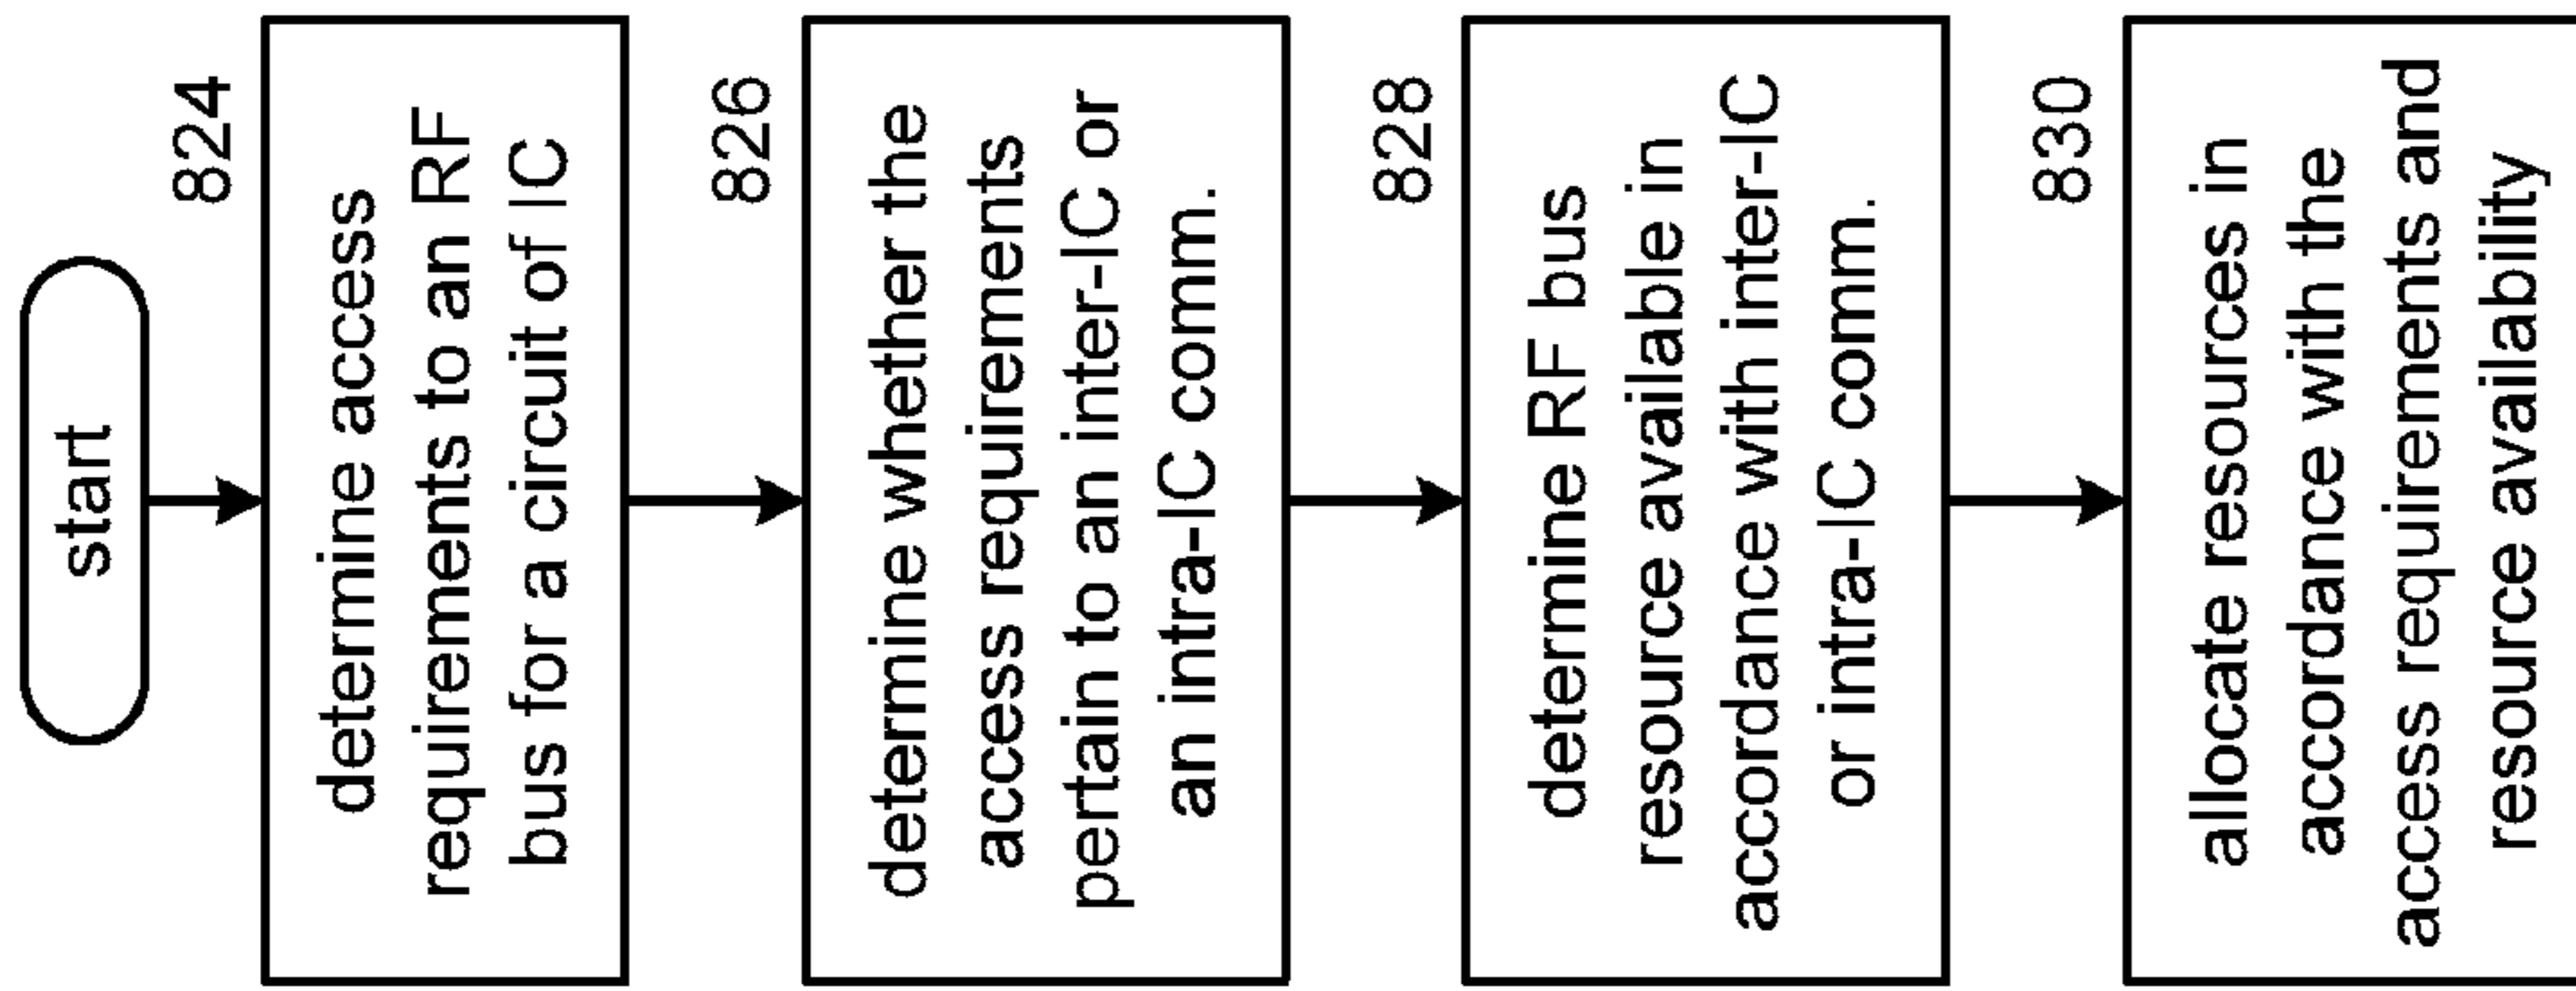 start
824
determine access
requirements to an RF
bus for a circuit of IC
826
determine whether the
access requirements
pertain to an inter-IC or
an intra-IC comm.
828
determine RF bus
resource available in
accordance with inter-IC
or intra-IC comm.
830
allocate resources in
accordance with the
access requirements and
resource availability